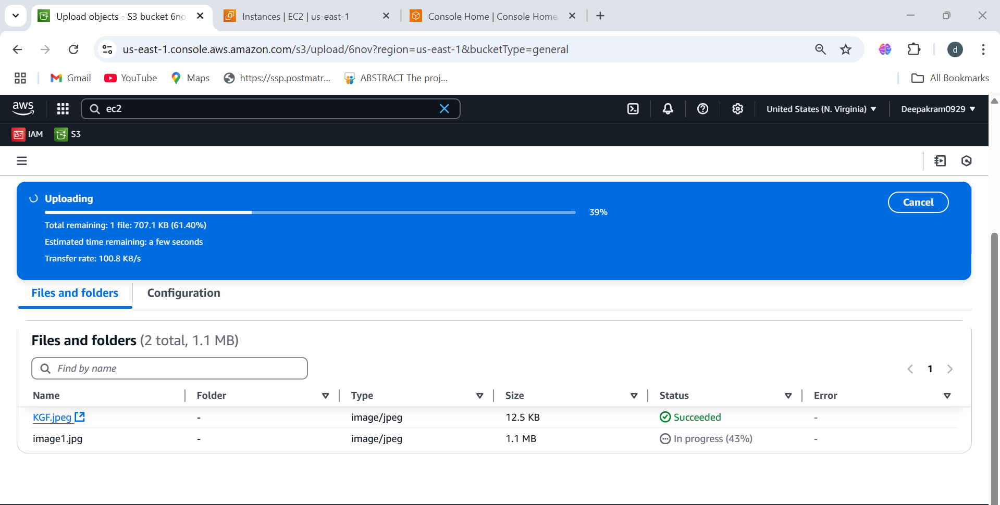 Upload objects - S3 bucket 6no
Instances | EC2 | us-east-1
Console Home | Console Home
us-east-1.console.aws.amazon.com/s3/upload/6nov?region=us-east-1&bucketType=general
d
Gmail
YouTube
Maps
https://ssp.postmatr...
ABSTRACT The proj...
All Bookmarks
aws
ec2
United States (N. Virginia)
Deepakram0929
IAM
S3
Uploading
Cancel
39%
Total remaining: 1 file: 707.1 KB (61.40%)
Estimated time remaining: a few seconds
Transfer rate: 100.8 KB/s
Files and folders
Configuration
Files and folders (2 total, 1.1 MB)
Find by name
1
Name Folder Type Size Status Error
KGF.jpeg - image/jpeg 12.5 KB Succeeded -
image1.jpg - image/jpeg 1.1 MB In progress (43%) -